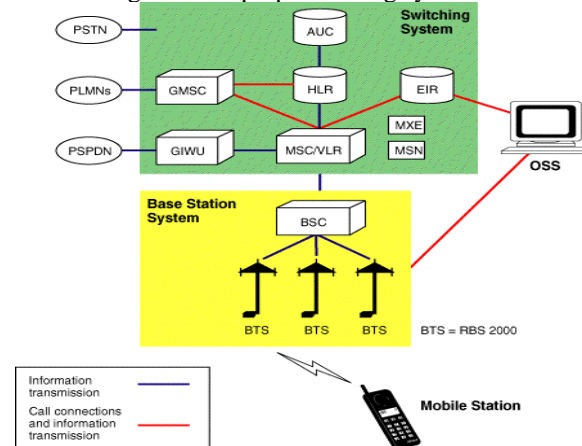 Switching
System
PSTN
AUC
PLMNs
GMSC
HLR
EIR
MXE
PSPDN
GIWU
MSC/VLR
MSN
OSS
Base Station
System
BSC
BTS
BTS
BTS
BTS = RBS 2000
Information
transmission
Call connections
and information
transmission
Mobile Station